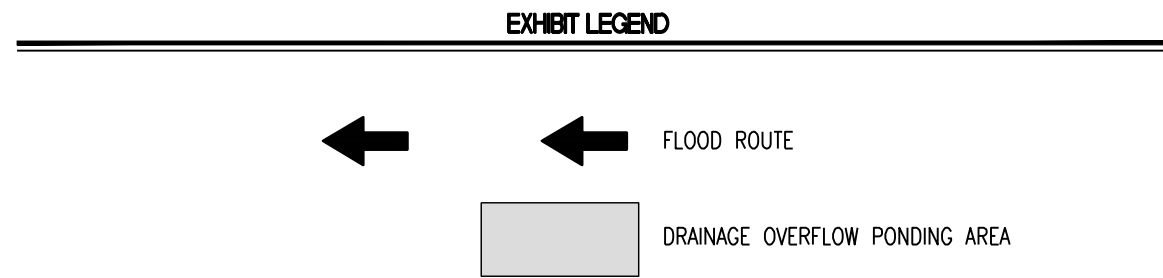 EXHIBIT LEGEND
FLOOD ROUTE
DRAINAGE OVERFLOW PONDING AREA